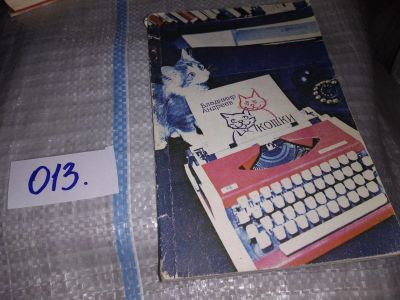 013.
Владимир
Андреев
КОШКИ